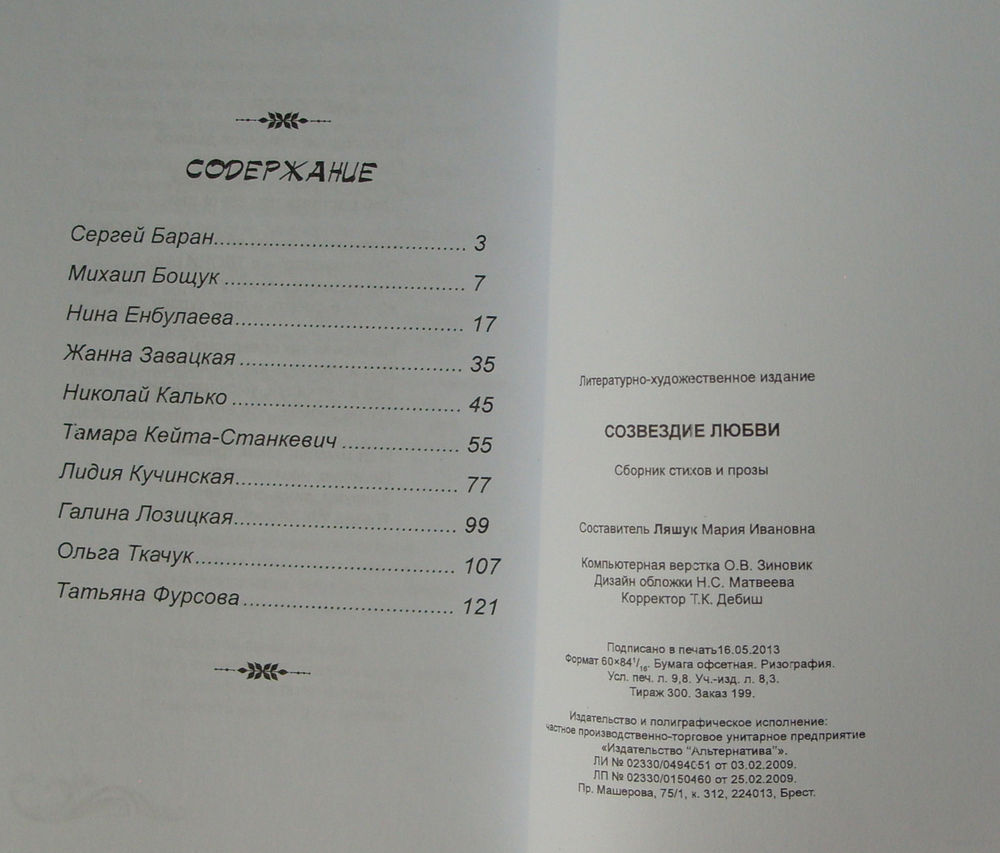 СОДЕРЖАНИЕ
Сергей Баран........................................ 3
Михаил Бощук ...................................... 7
Нина Енбулаева.................................... 17
Жанна Завацкая ................................... 35
Николай Калько ................................... 45
Тамара Кейта-Станкевич .................. 55
Лидия Кучинская................................... 77
Галина Лозицкая................................... 99
Ольга Ткачук........................................ 107
Татьяна Фурсова................................. 121
Литературно-художественное издание
СОЗВЕЗДИЕ ЛЮБВИ
Сборник стихов и прозы
Составитель Ляшук Мария Ивановна
Компьютерная верстка О.В. Зиновик
Дизайн обложки Н.С. Матвеева
Корректор Т.К. Дебиш
Подписано в печать16.05.2013
Формат 60×84¹/₁₆. Бумага офсетная. Ризография.
Усл. печ. л. 9,8. Уч.-изд. л. 8,3.
Тираж 300. Заказ 199.
Издательство и полиграфическое исполнение:
частное производственно-торговое унитарное предприятие
«Издательство "Альтернатива"».
ЛИ № 02330/0494051 от 03.02.2009.
ЛП № 02330/0150460 от 25.02.2009.
Пр. Машерова, 75/1, к. 312, 224013, Брест.